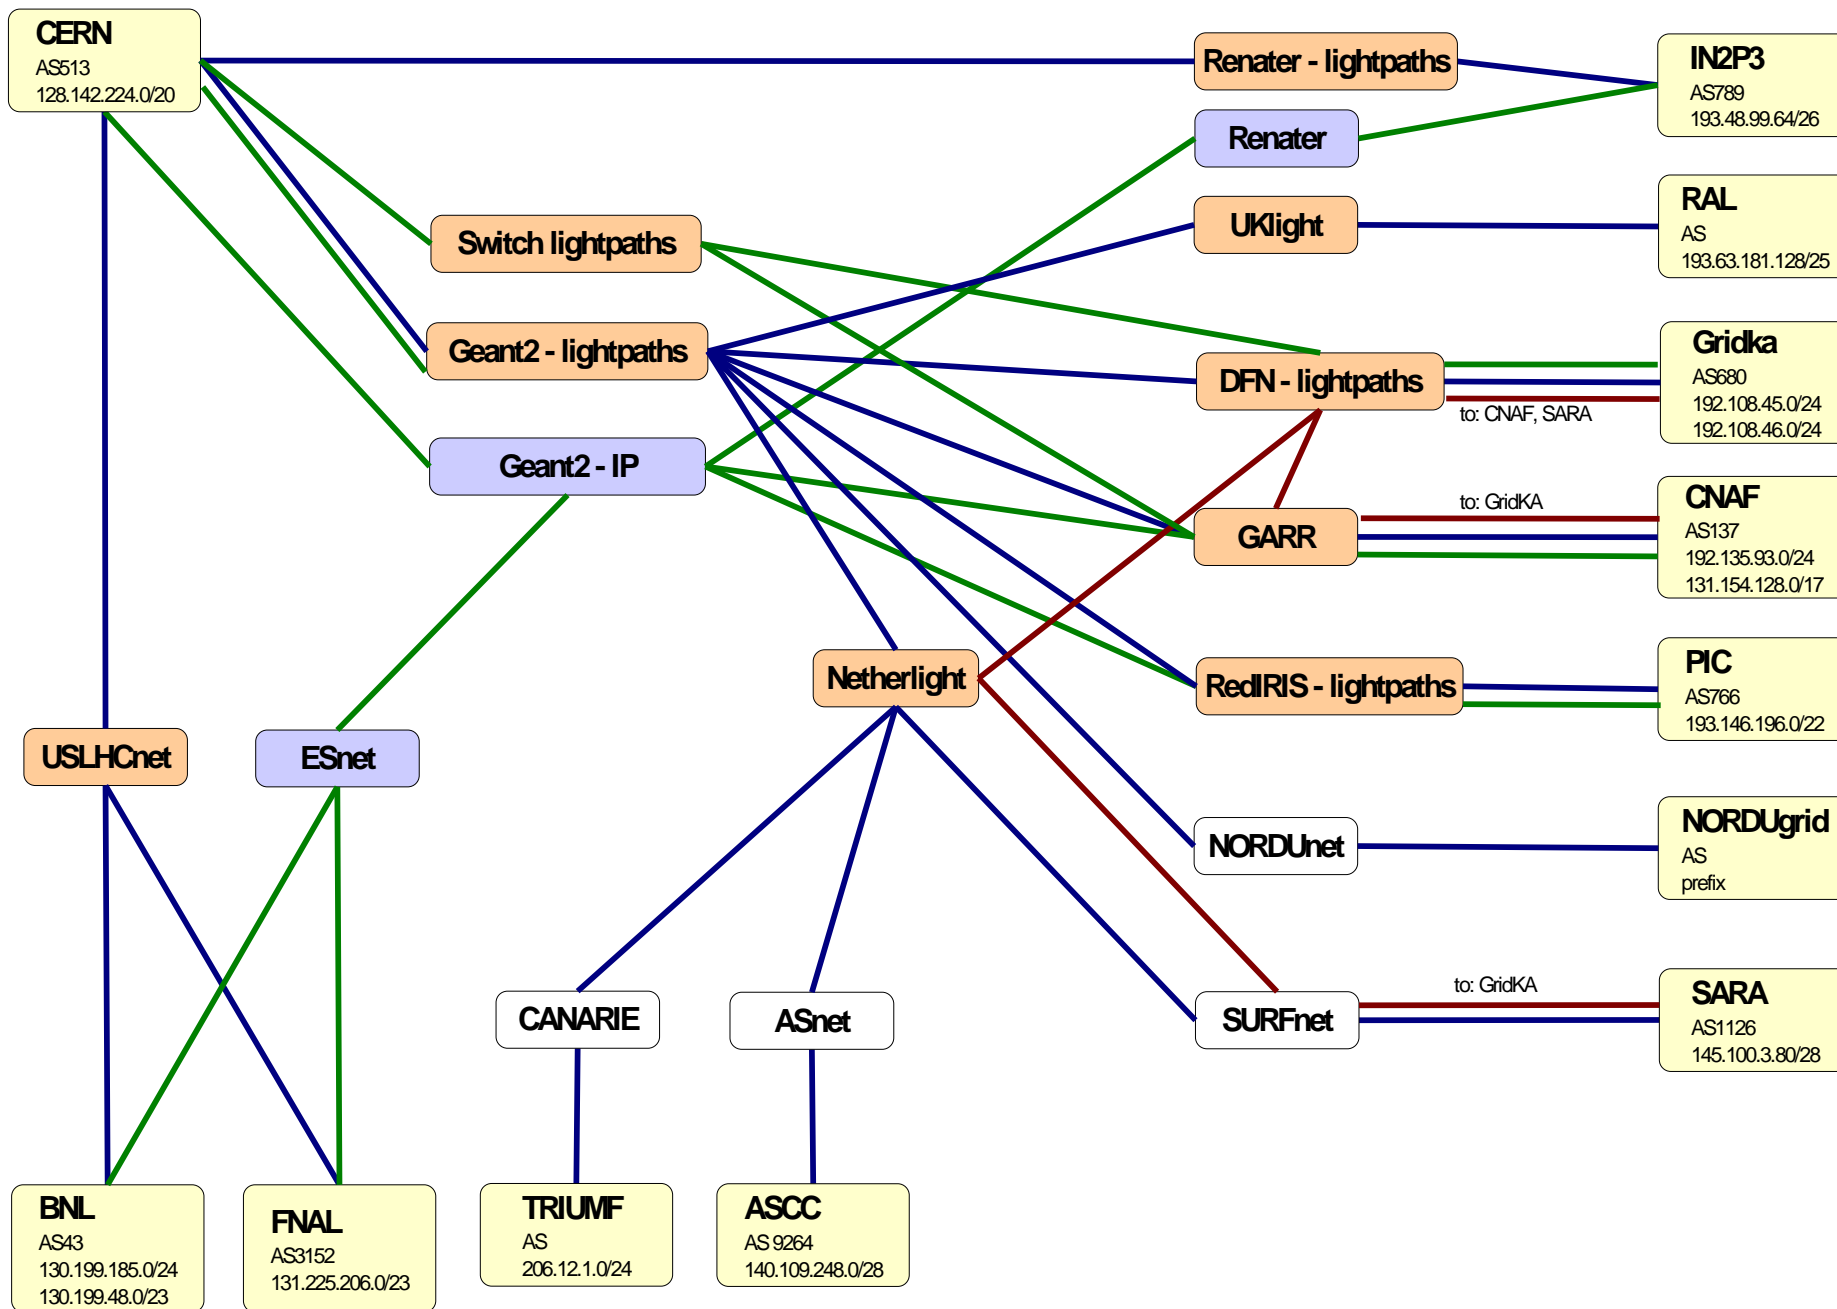 CERN
AS513
128.142.224.0/20
Renater - lightpaths
IN2P3
AS789
193.48.99.64/26
Renater
RAL
AS
193.63.181.128/25
UKlight
Switch lightpaths
Geant2 - lightpaths
DFN - lightpaths
Gridka
AS680
192.108.45.0/24
192.108.46.0/24
to: CNAF, SARA
Geant2 - IP
to: GridKA
GARR
CNAF
AS137
192.135.93.0/24
131.154.128.0/17
Netherlight
RedIRIS - lightpaths
PIC
AS766
193.146.196.0/22
USLHCnet
ESnet
NORDUnet
NORDUgrid
AS
prefix
CANARIE
ASnet
SURFnet
to: GridKA
SARA
AS1126
145.100.3.80/28
BNL
AS43
130.199.185.0/24
130.199.48.0/23
FNAL
AS3152
131.225.206.0/23
TRIUMF
AS
206.12.1.0/24
ASCC
AS 9264
140.109.248.0/28